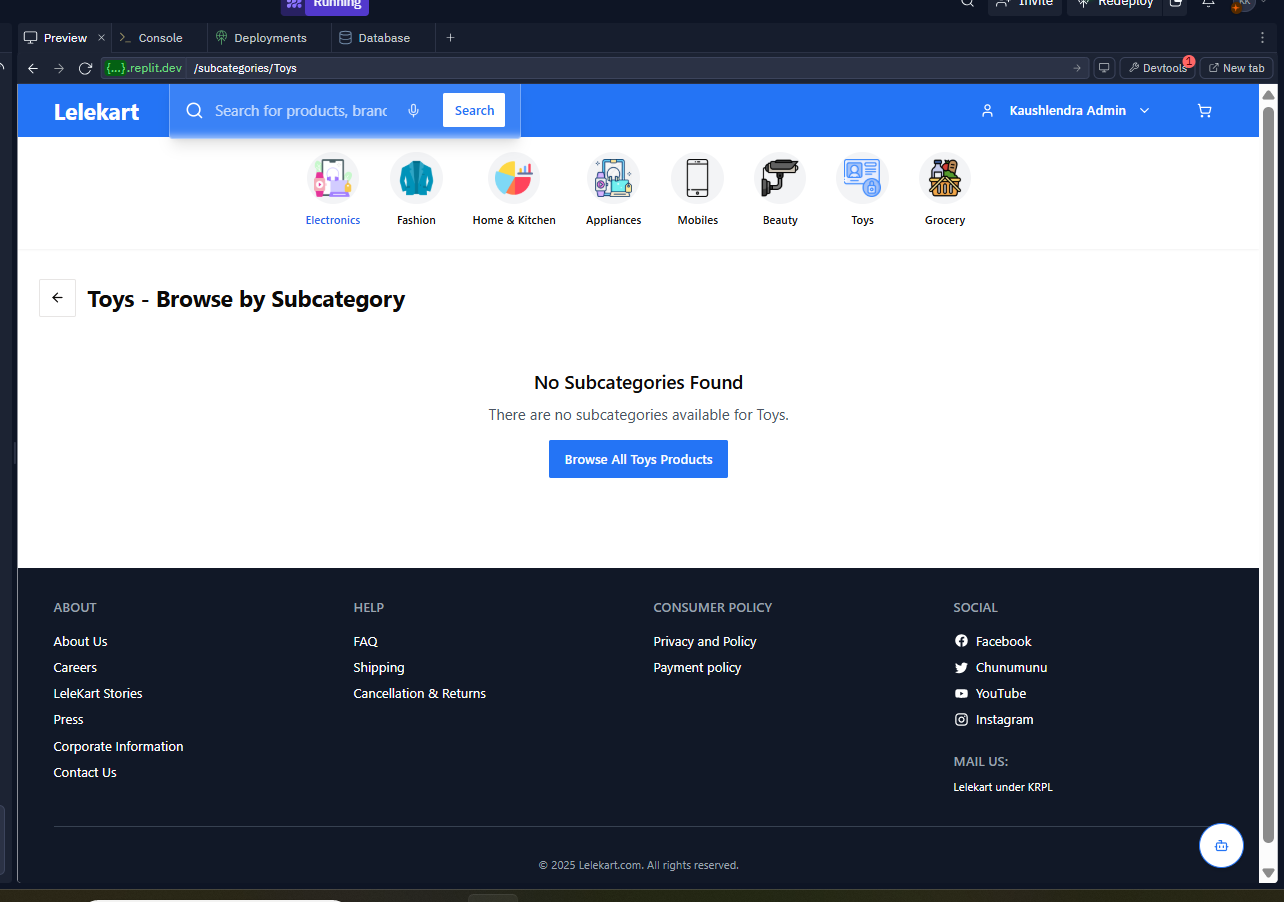 Running
Invite
Redeploy
KK
Preview
Console
Deployments
Database
{...}.replit.dev /subcategories/Toys
Devtools
1
New tab
Lelekart
Search for products, branc
Search
Kaushlendra Admin
Electronics
Fashion
Home & Kitchen
Appliances
Mobiles
Beauty
Toys
Grocery
Toys - Browse by Subcategory
No Subcategories Found
There are no subcategories available for Toys.
Browse All Toys Products
ABOUT
About Us
Careers
LeleKart Stories
Press
Corporate Information
Contact Us
HELP
FAQ
Shipping
Cancellation & Returns
CONSUMER POLICY
Privacy and Policy
Payment policy
SOCIAL
Facebook
Chunumunu
YouTube
Instagram
MAIL US:
Lelekart under KRPL
© 2025 Lelekart.com. All rights reserved.